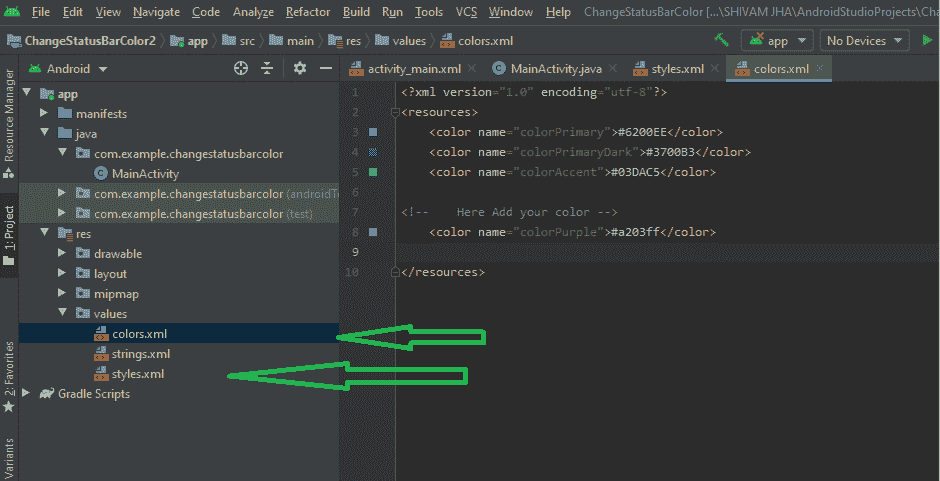 File Edit View Navigate Code Analyze Refactor Build Run Tools VCS Window Help ChangeStatusBarColor [...\SHIVAM JHA\AndroidStudioProjects\Cha
ChangeStatusBarColor2 app src main res values colors.xml app No Devices
Android
activity_main.xml MainActivity.java styles.xml colors.xml
Resource Manager
1: Project
2: Favorites
Variants
app
manifests
java
com.example.changestatusbarcolor
MainActivity
com.example.changestatusbarcolor (androidTe
com.example.changestatusbarcolor (test)
res
drawable
layout
mipmap
values
colors.xml
strings.xml
styles.xml
Gradle Scripts
1 <?xml version="1.0" encoding="utf-8"?>
2 <resources>
3 <color name="colorPrimary">#6200EE</color>
4 <color name="colorPrimaryDark">#3700B3</color>
5 <color name="colorAccent">#03DAC5</color>
6
7 <!-- Here Add your color -->
8 <color name="colorPurple">#a203ff</color>
9
10 </resources>